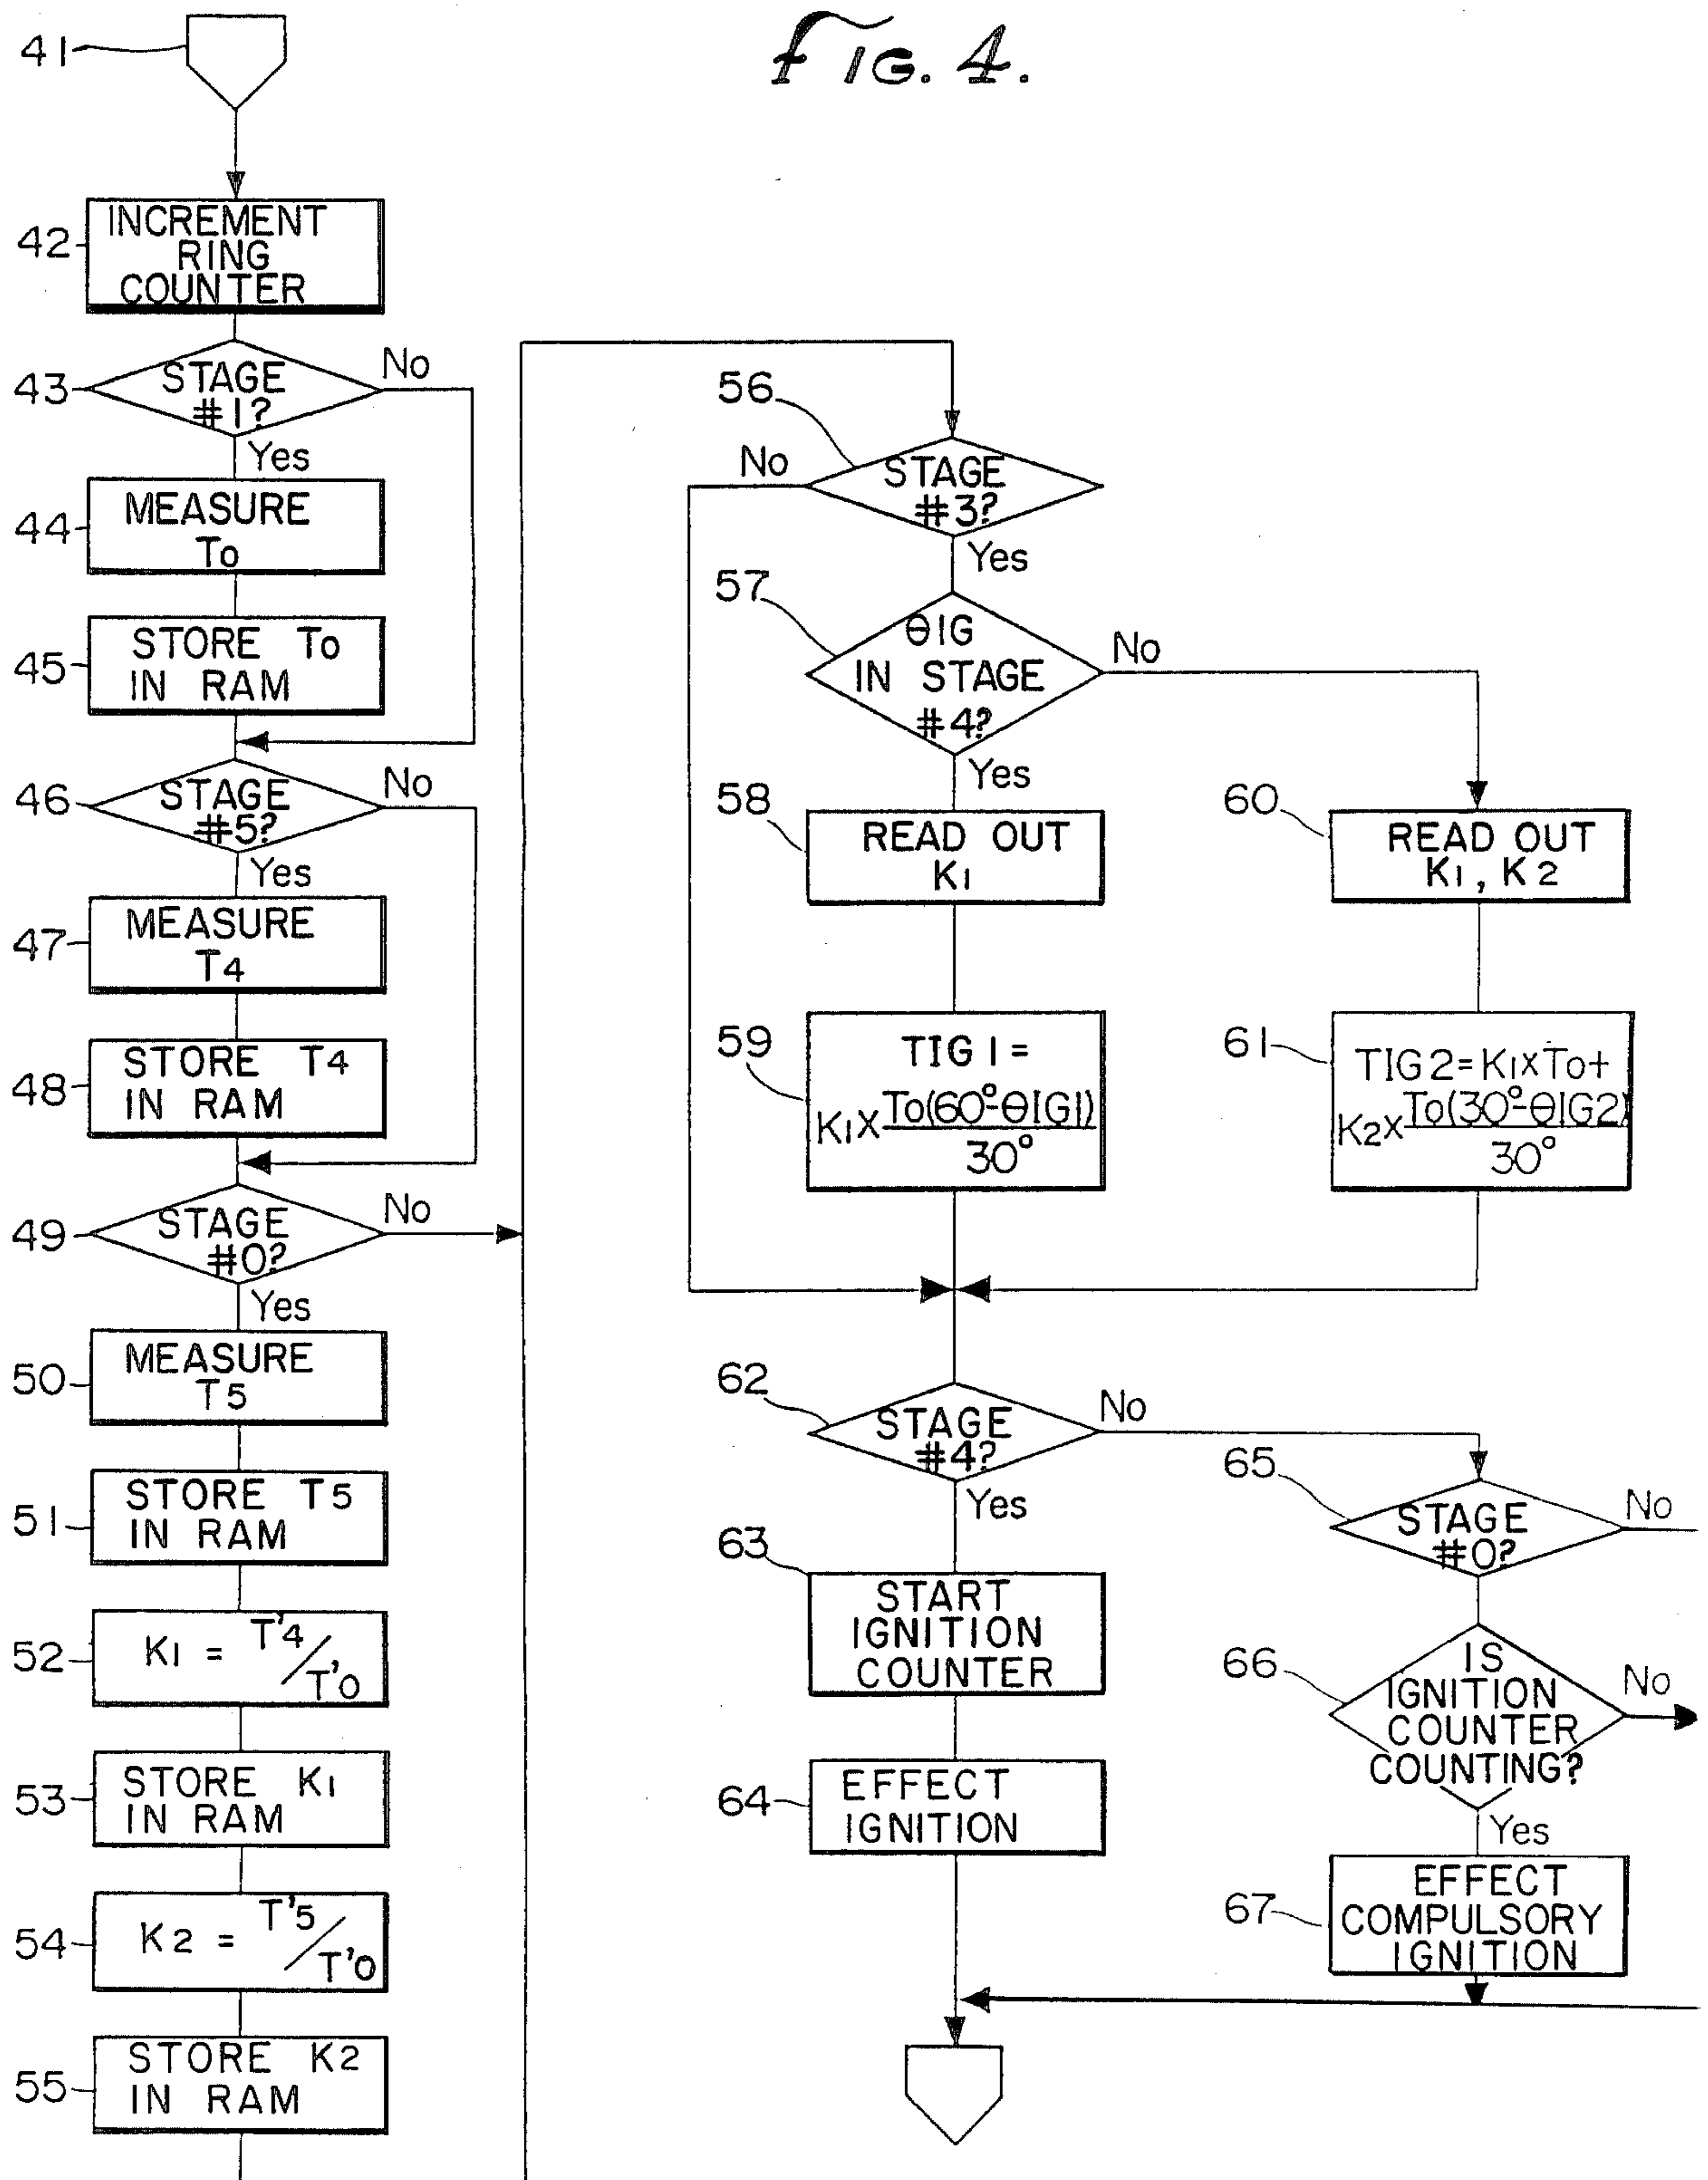 FIG. 4.
41
42
INCREMENT
RING
COUNTER
43
STAGE
#1?
No
Yes
44
MEASURE
To
45
STORE To
IN RAM
46
STAGE
#5?
No
Yes
47
MEASURE
T4
48
STORE T4
IN RAM
49
STAGE
#0?
No
Yes
50
MEASURE
T5
51
STORE T5
IN RAM
52
K1 = T'4/T'0
53
STORE K1
IN RAM
54
K2 = T'5/T'0
55
STORE K2
IN RAM
56
STAGE
#3?
No
Yes
57
θIG
IN STAGE
#4?
No
Yes
58
READ OUT
K1
59
TIG 1 =
K1x To(60°-θIG1)
30°
60
READ OUT
K1, K2
61
TIG2=K1xTo+
K2x To(30°-θIG2)
30°
62
STAGE
#4?
No
Yes
63
START
IGNITION
COUNTER
64
EFFECT
IGNITION
65
STAGE
#0?
No
66
IS
IGNITION
COUNTER
COUNTING?
No
Yes
67
EFFECT
COMPULSORY
IGNITION